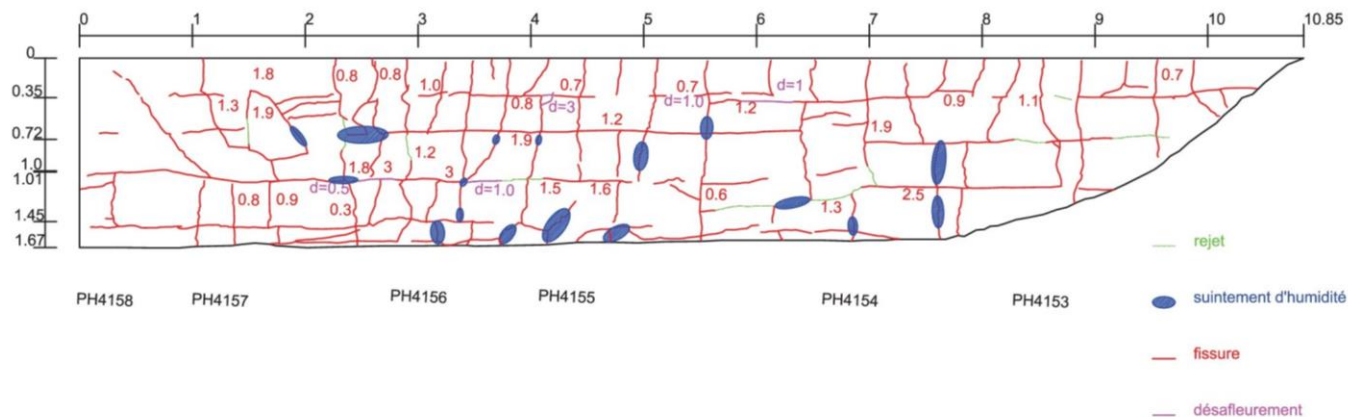 0 1 2 3 4 5 6 7 8 9 10 10.85
0
1.8 0.8 0.8 1.0 0.7 0.7 d=1 0.7
0.35
1.3 1.9 0.8 d=3 d=1.0 1.2 0.9 1.1
1.2 1.9
0.72
1.9
1.2
1.0
1.8 3 3
1.01
d=0.5 d=1.0 1.5 1.6
0.8 0.9 0.6 2.5
0.3 1.3
1.45
1.67
rejet
PH4158 PH4157 PH4156 PH4155 PH4154 PH4153
suintement d'humidité
fissure
désafleurement